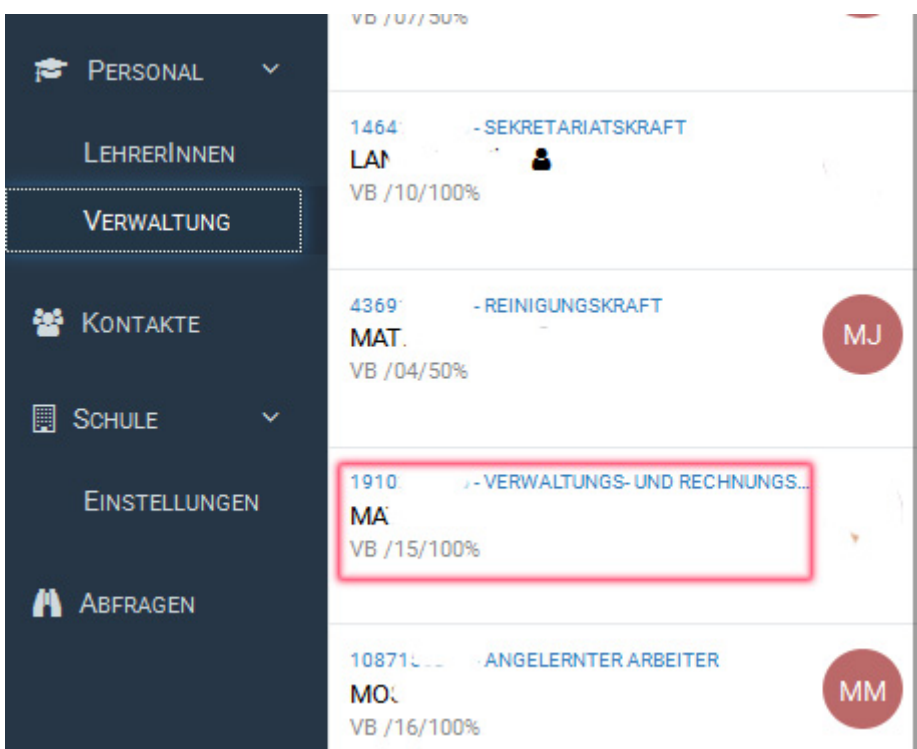 PERSONAL
LEHRERINNEN
VERWALTUNG
KONTAKTE
SCHULE
EINSTELLUNGEN
ABFRAGEN
VB /07/50%
1464 - SEKRETARIATSKRAFT
LAN
VB /10/100%
4369 - REINIGUNGSKRAFT
MAT
VB /04/50%
MJ
1910 - VERWALTUNGS- UND RECHNUNGS...
MA
VB /15/100%
10871 - ANGELERNTER ARBEITER
MOS
VB /16/100%
MM